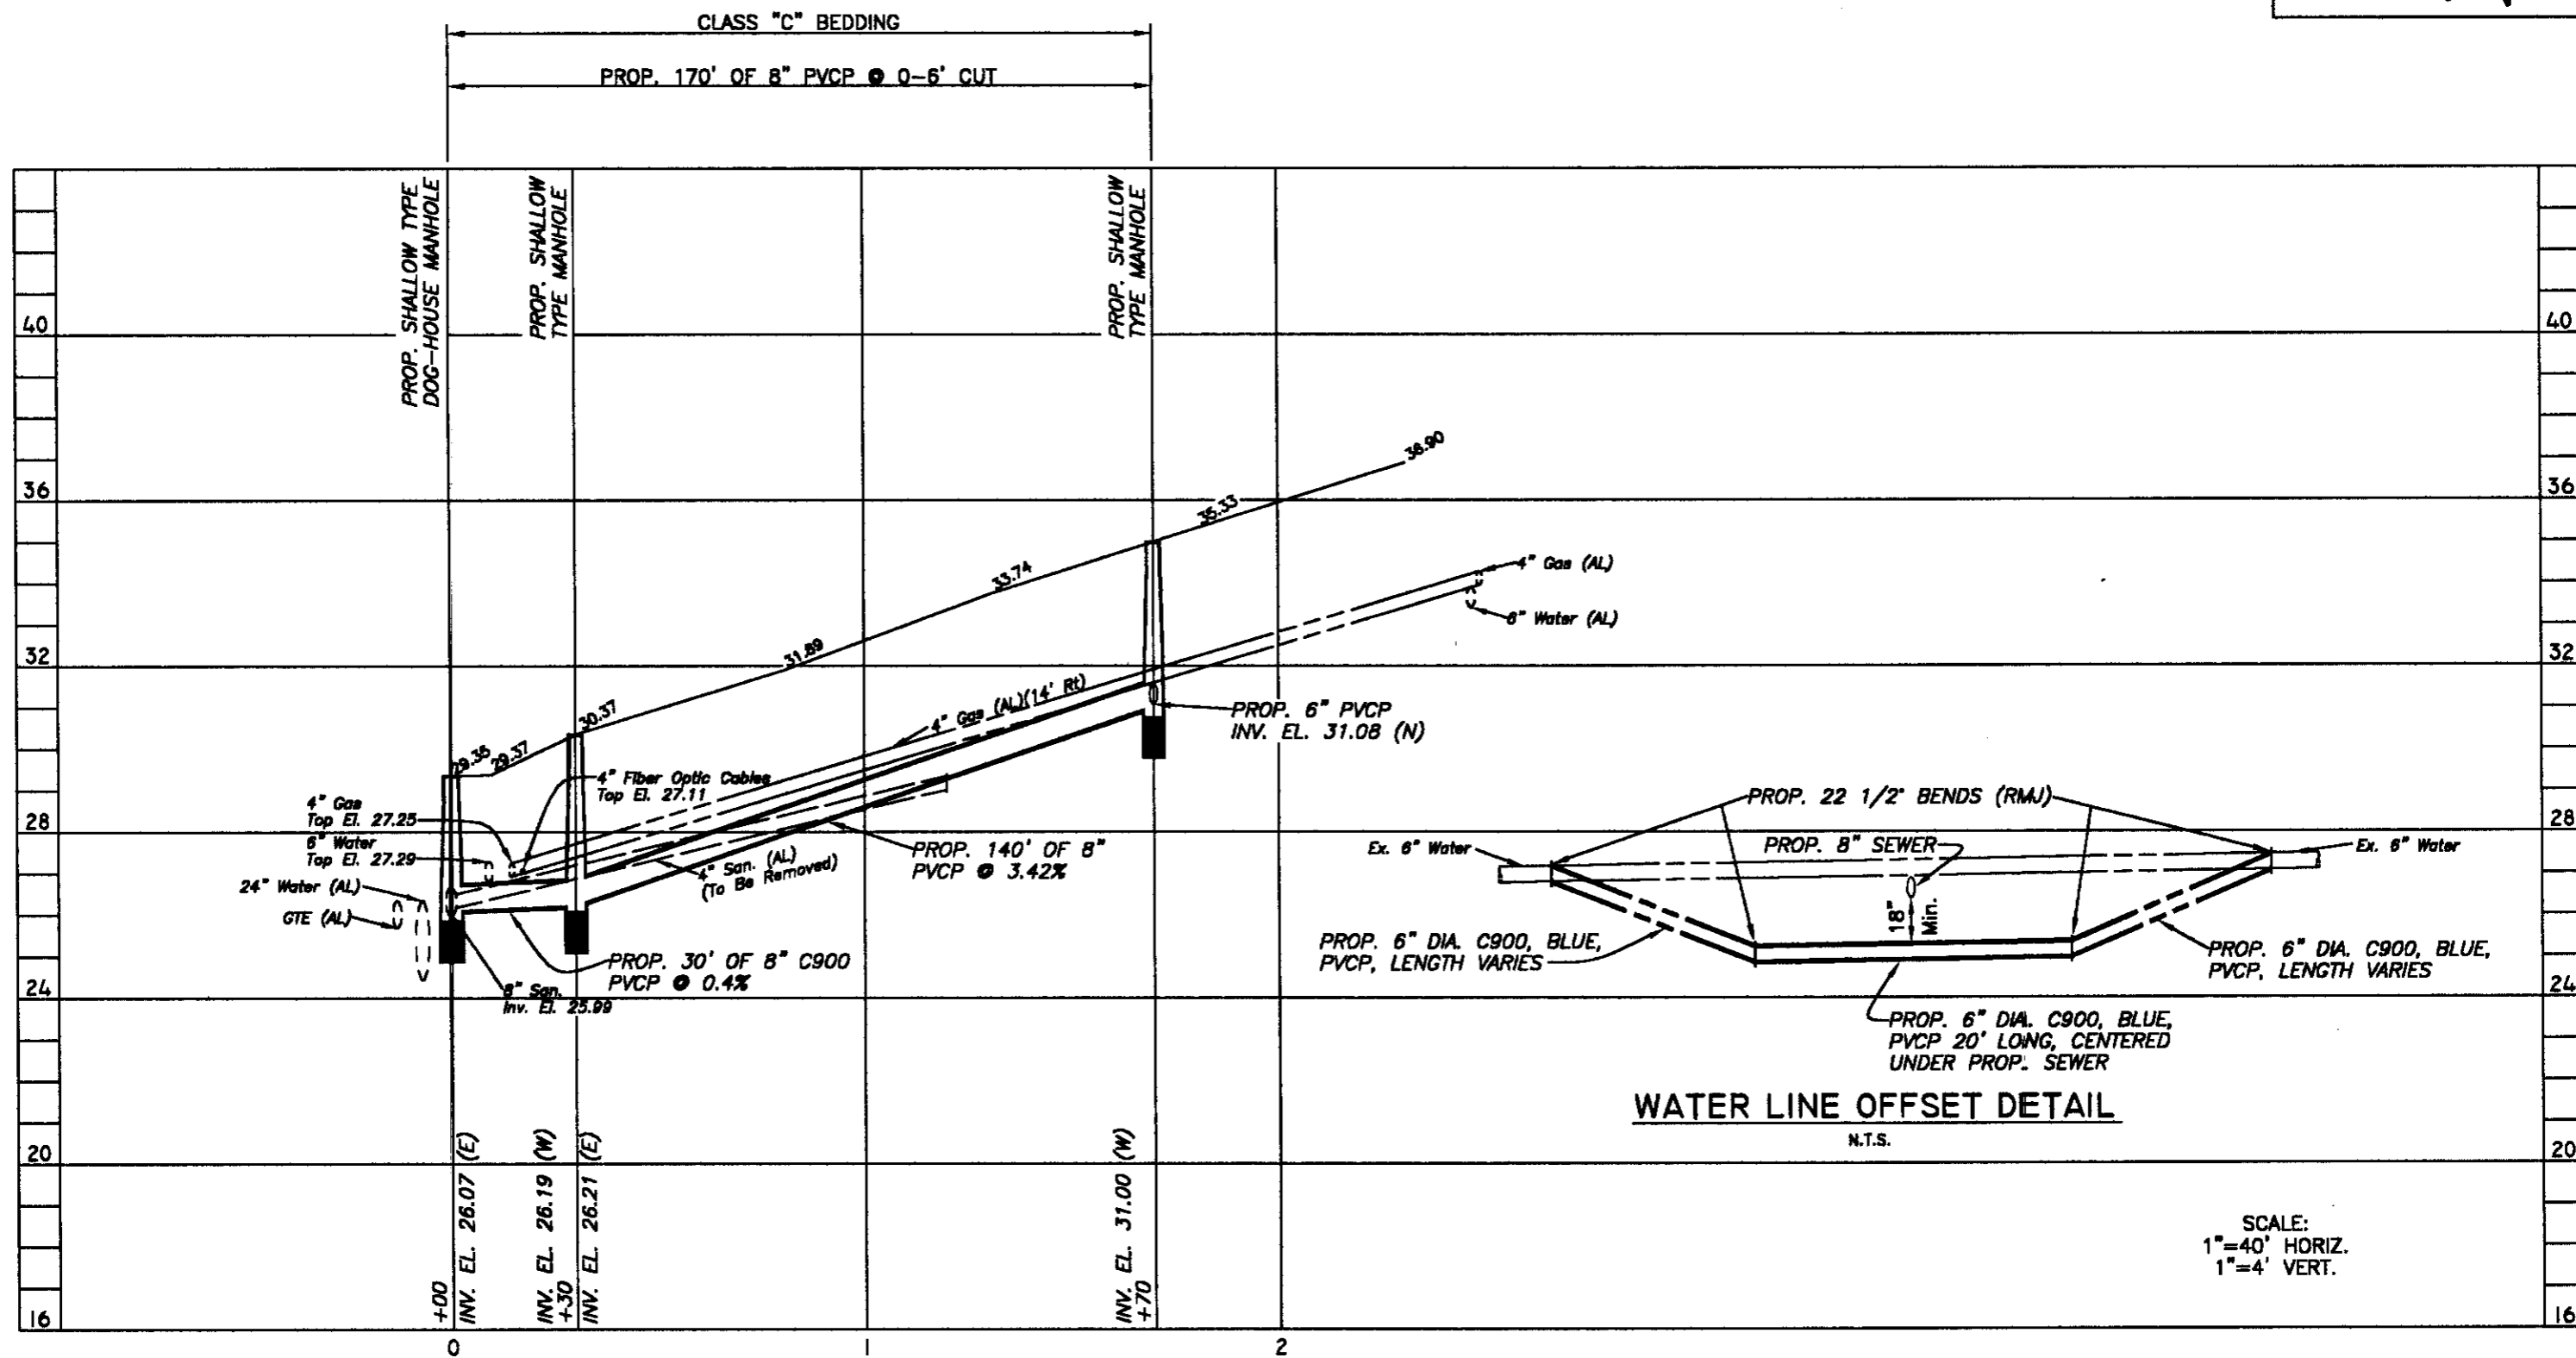 CLASS "C" BEDDING
PROP. 170' OF 8" PVCP @ 0-6' CUT
PROP. SHALLOW TYPE
DOG-HOUSE MANHOLE
PROP. SHALLOW
TYPE MANHOLE
PROP. SHALLOW
TYPE MANHOLE
40
40
36
36
32
32
28
28
24
24
20
20
16
16
29.37
30.37
31.89
33.74
35.33
4" Gas (AL)
6" Water (AL)
4" Gas (AL)(14' Rt)
PROP. 6" PVCP
INV. EL. 31.08 (N)
4" Fiber Optic Cables
Top El. 27.11
4" Gas
Top El. 27.25
6" Water
Top El. 27.29
24" Water (AL)
GTE (AL)
4" San. (AL)
(To Be Removed)
PROP. 140' OF 8"
PVCP @ 3.42%
PROP. 30' OF 8" C900
PVCP @ 0.4%
8" San.
Inv. El. 25.99
PROP. 22 1/2° BENDS (RMJ)
Ex. 6" Water
PROP. 8" SEWER
Ex. 6" Water
18"
Min.
PROP. 6" DIA. C900, BLUE,
PVCP, LENGTH VARIES
PROP. 6" DIA. C900, BLUE,
PVCP, LENGTH VARIES
PROP. 6" DIA. C900, BLUE,
PVCP 20' LONG, CENTERED
UNDER PROP. SEWER
WATER LINE OFFSET DETAIL
N.T.S.
SCALE:
1"=40' HORIZ.
1"=4' VERT.
+00
INV. EL. 26.07 (E)
INV. EL. 26.19 (W)
+30
INV. EL. 26.21 (E)
INV. EL. 31.00 (W)
+70
0
1
2